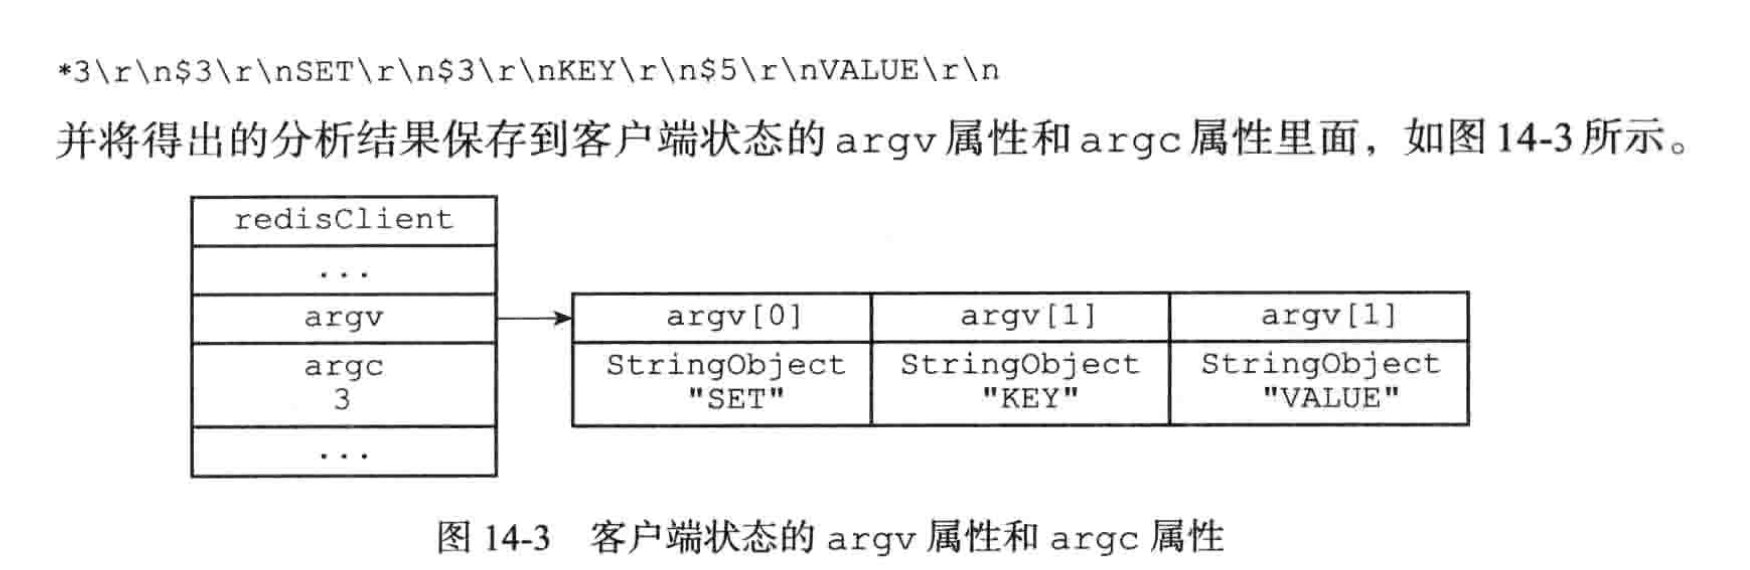 *3\r\n$3\r\nSET\r\n$3\r\nKEY\r\n$5\r\nVALUE\r\n
并将得出的分析结果保存到客户端状态的 argv 属性和 argc 属性里面，如图 14-3 所示。
redisClient
...
argv
argc
3
...
argv[0] argv[1] argv[1]
StringObject StringObject StringObject
"SET" "KEY" "VALUE"
图 14-3 客户端状态的 argv 属性和 argc 属性